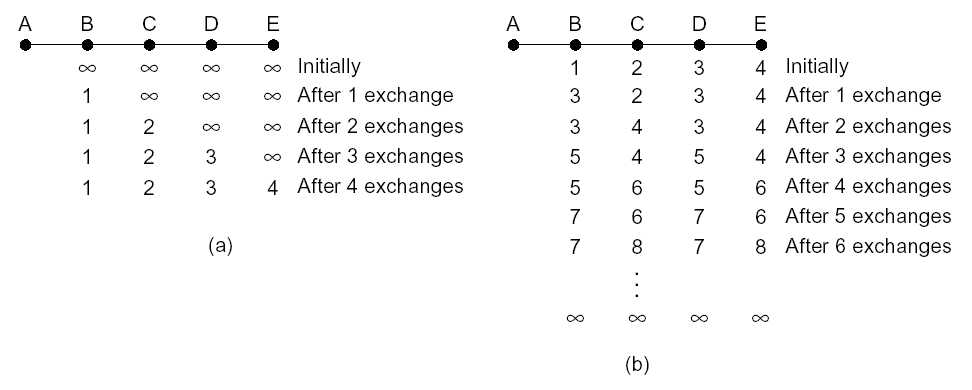 A B C D E
∞ ∞ ∞ ∞ Initially
1 ∞ ∞ ∞ After 1 exchange
1 2 ∞ ∞ After 2 exchanges
1 2 3 ∞ After 3 exchanges
1 2 3 4 After 4 exchanges
(a)
A B C D E
1 2 3 4 Initially
3 2 3 4 After 1 exchange
3 4 3 4 After 2 exchanges
5 4 5 4 After 3 exchanges
5 6 5 6 After 4 exchanges
7 6 7 6 After 5 exchanges
7 8 7 8 After 6 exchanges
⋮
∞ ∞ ∞ ∞
(b)